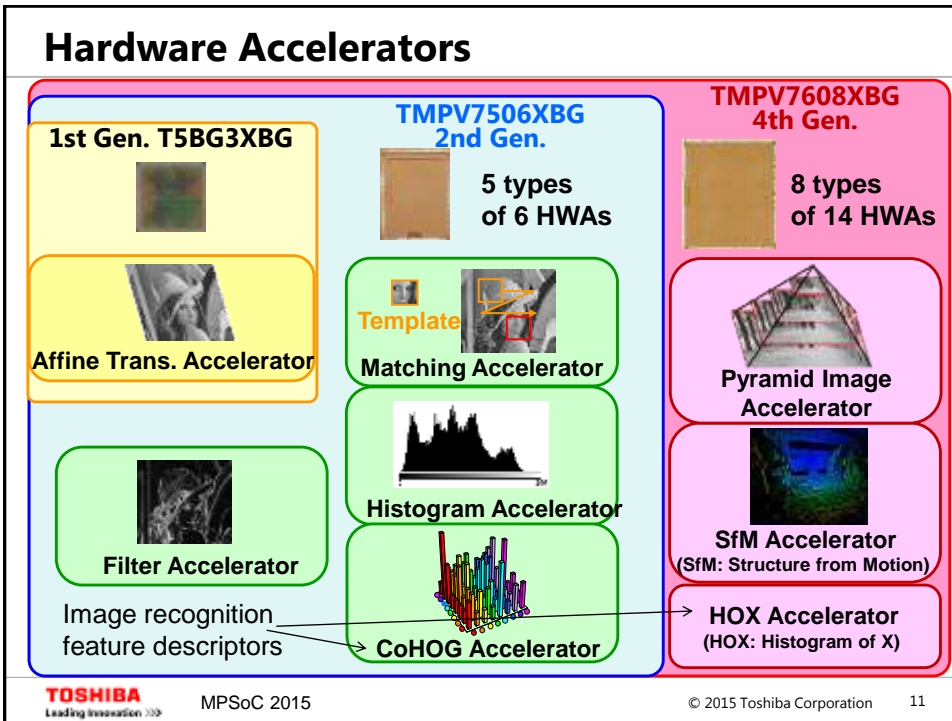 Hardware Accelerators
1st Gen. T5BG3XBG
TMPV7506XBG
2nd Gen.
5 types
of 6 HWAs
TMPV7608XBG
4th Gen.
8 types
of 14 HWAs
Affine Trans. Accelerator
Template
Matching Accelerator
Pyramid Image
Accelerator
Filter Accelerator
Histogram Accelerator
SfM Accelerator
(SfM: Structure from Motion)
Image recognition
feature descriptors
CoHOG Accelerator
HOX Accelerator
(HOX: Histogram of X)
TOSHIBA
Leading Innovation >>>
MPSoC 2015
© 2015 Toshiba Corporation
11